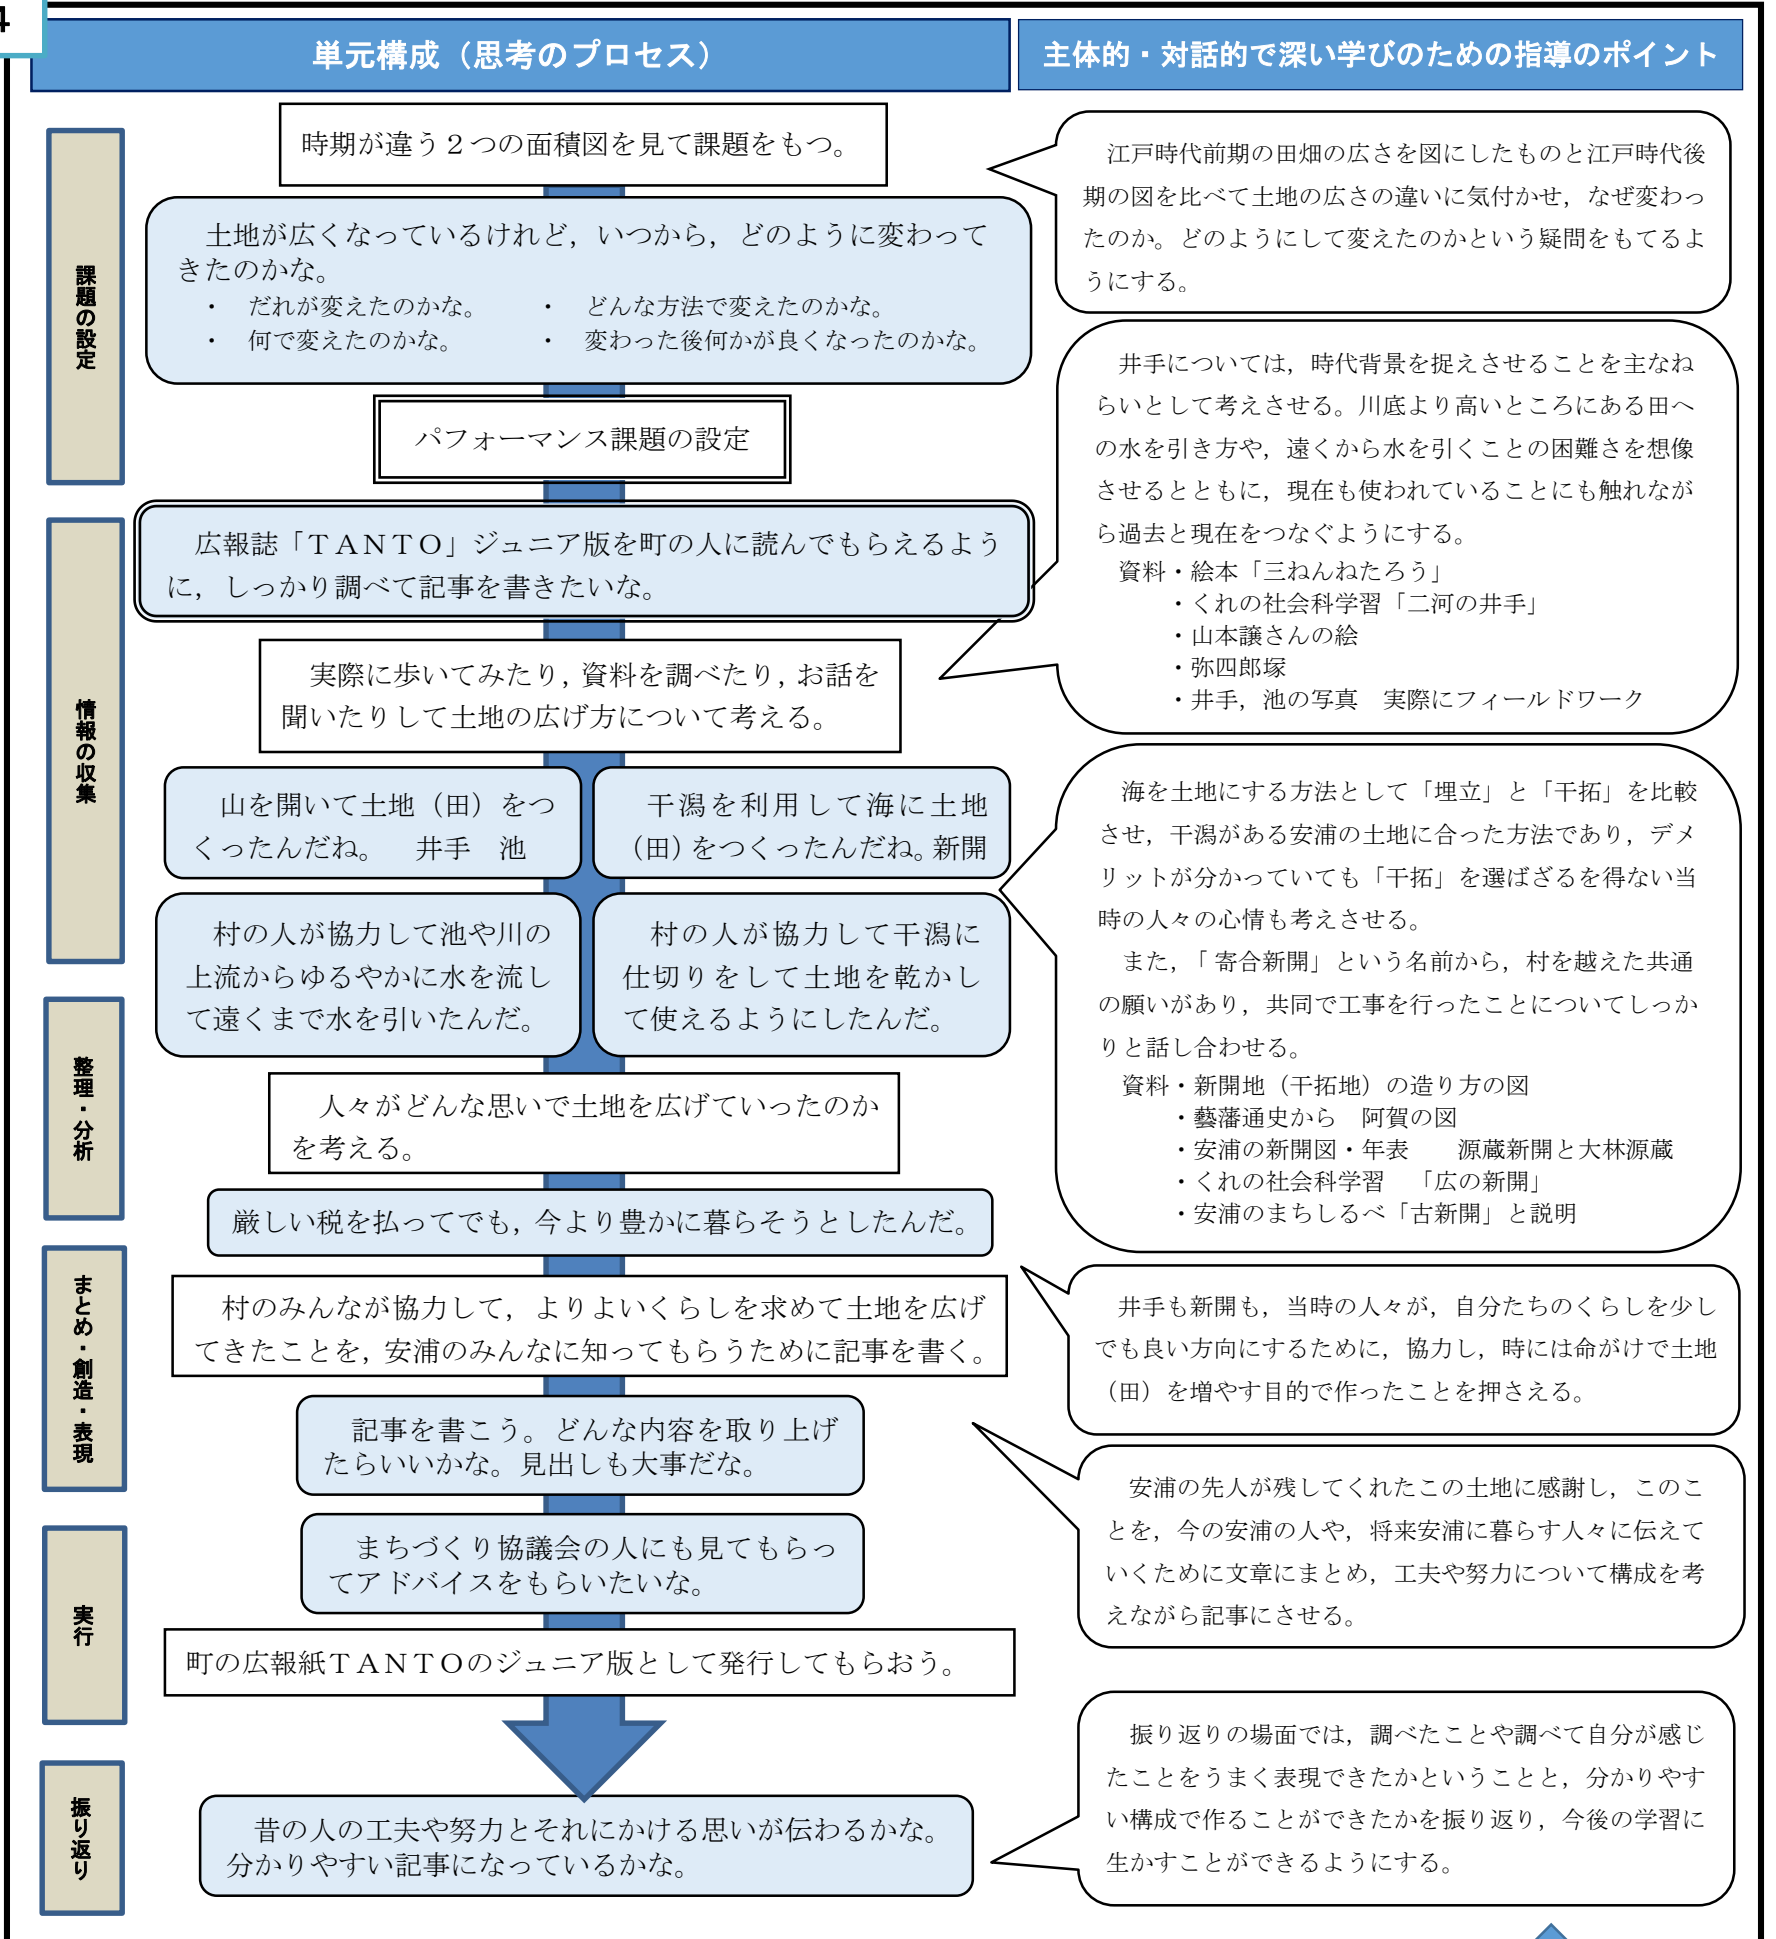 4
単元構成（思考のプロセス）
主体的・対話的で深い学びのための指導のポイント
課題の設定
時期が違う２つの面積図を見て課題をもつ。
土地が広くなっているけれど，いつから，どのように変わって
きたのかな。
・　だれが変えたのかな。　　・　どんな方法で変えたのかな。
・　何で変えたのかな。　　　・　変わった後何かが良くなったのかな。
パフォーマンス課題の設定
江戸時代前期の田畑の広さを図にしたものと江戸時代後
期の図を比べて土地の広さの違いに気付かせ，なぜ変わっ
たのか。どのようにして変えたのかという疑問をもてるよ
うにする。
情報の収集
広報誌「ＴＡＮＴＯ」ジュニア版を町の人に読んでもらえるよう
に，しっかり調べて記事を書きたいな。
実際に歩いてみたり，資料を調べたり，お話を
聞いたりして土地の広げ方について考える。
井手については，時代背景を捉えさせることを主なね
らいとして考えさせる。川底より高いところにある田へ
の水を引き方や，遠くから水を引くことの困難さを想像
させるとともに，現在も使われていることにも触れなが
ら過去と現在をつなぐようにする。
資料・絵本「三ねんねたろう」
・くれの社会科学習「二河の井手」
・山本譲さんの絵
・弥四郎塚
・井手，池の写真　実際にフィールドワーク
山を開いて土地（田）をつ
くったんだね。　井手　池
干潟を利用して海に土地
（田）をつくったんだね。新開
村の人が協力して池や川の
上流からゆるやかに水を流し
て遠くまで水を引いたんだ。
村の人が協力して干潟に
仕切りをして土地を乾かし
て使えるようにしたんだ。
海を土地にする方法として「埋立」と「干拓」を比較
させ，干潟がある安浦の土地に合った方法であり，デメ
リットが分かっていても「干拓」を選ばざるを得ない当
時の人々の心情も考えさせる。
また，「寄合新開」という名前から，村を越えた共通
の願いがあり，共同で工事を行ったことについてしっか
りと話し合わせる。
資料・新開地（干拓地）の造り方の図
・藝藩通史から　阿賀の図
・安浦の新開図・年表　　源蔵新開と大林源蔵
・くれの社会科学習　「広の新開」
・安浦のまちしるべ「古新開」と説明
整理・分析
人々がどんな思いで土地を広げていったのか
を考える。
厳しい税を払ってでも，今より豊かに暮らそうとしたんだ。
まとめ・創造・表現
村のみんなが協力して，よりよいくらしを求めて土地を広げ
てきたことを，安浦のみんなに知ってもらうために記事を書く。
井手も新開も，当時の人々が，自分たちのくらしを少し
でも良い方向にするために，協力し，時には命がけで土地
（田）を増やす目的で作ったことを押さえる。
記事を書こう。どんな内容を取り上げ
たらいいかな。見出しも大事だな。
安浦の先人が残してくれたこの土地に感謝し，このこ
とを，今の安浦の人や，将来安浦に暮らす人々に伝えて
いくために文章にまとめ，工夫や努力について構成を考
えながら記事にさせる。
実行
まちづくり協議会の人にも見てもらっ
てアドバイスをもらいたいな。
町の広報紙ＴＡＮＴＯのジュニア版として発行してもらおう。
振り返り
昔の人の工夫や努力とそれにかける思いが伝わるかな。
分かりやすい記事になっているかな。
振り返りの場面では，調べたことや調べて自分が感じ
たことをうまく表現できたかということと，分かりやす
い構成で作ることができたかを振り返り，今後の学習に
生かすことができるようにする。